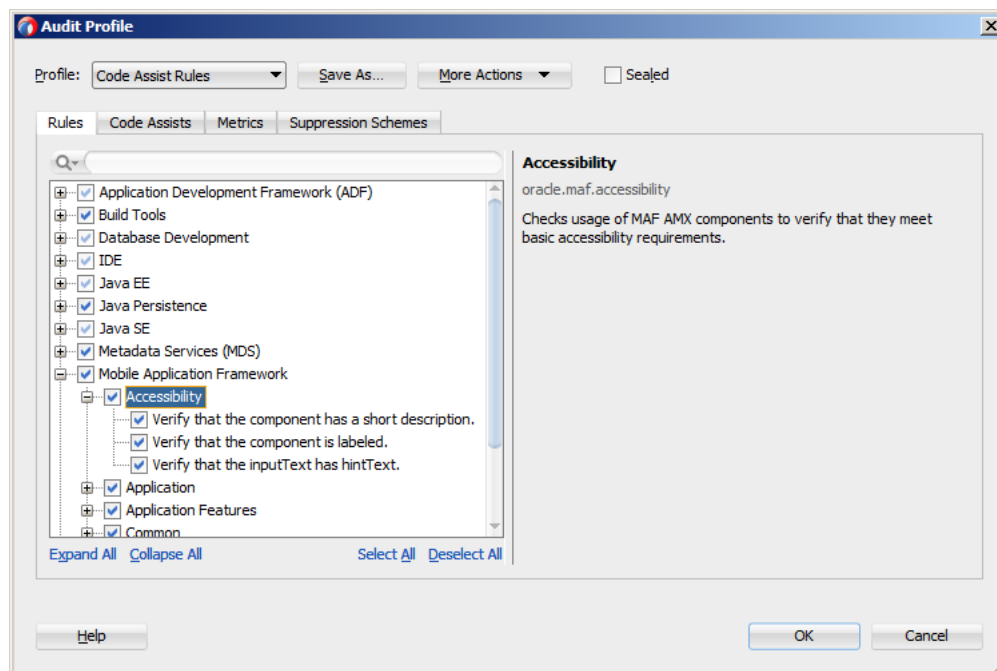 Audit Profile
Profile: Code Assist Rules Save As... More Actions Sealed
Rules Code Assists Metrics Suppression Schemes
Application Development Framework (ADF)
Build Tools
Database Development
IDE
Java EE
Java Persistence
Java SE
Metadata Services (MDS)
Mobile Application Framework
Accessibility
Verify that the component has a short description.
Verify that the component is labeled.
Verify that the inputText has hintText.
Application
Application Features
Common
Expand All Collapse All Select All Deselect All
Accessibility
oracle.maf.accessibility
Checks usage of MAF AMX components to verify that they meet
basic accessibility requirements.
Help OK Cancel